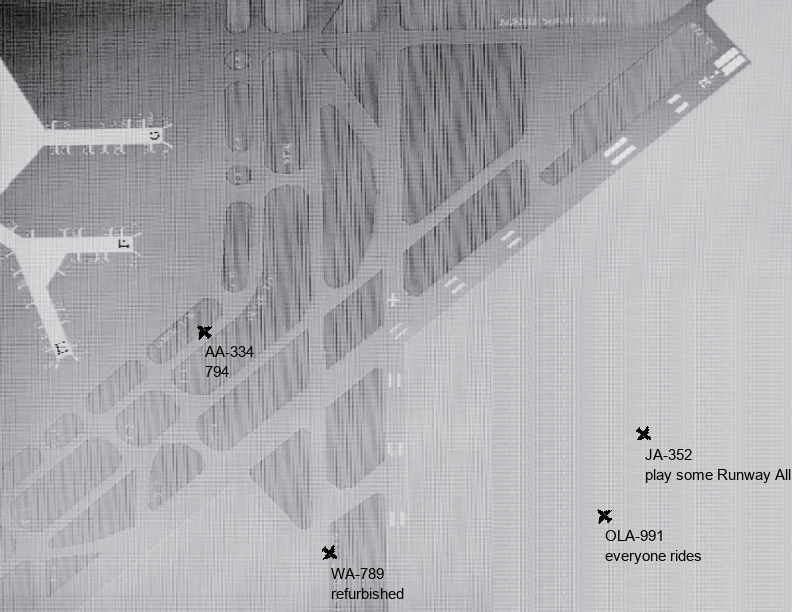 G
F
E
AA-334
794
JA-352
play some Runway All
OLA-991
everyone rides
WA-789
refurbished